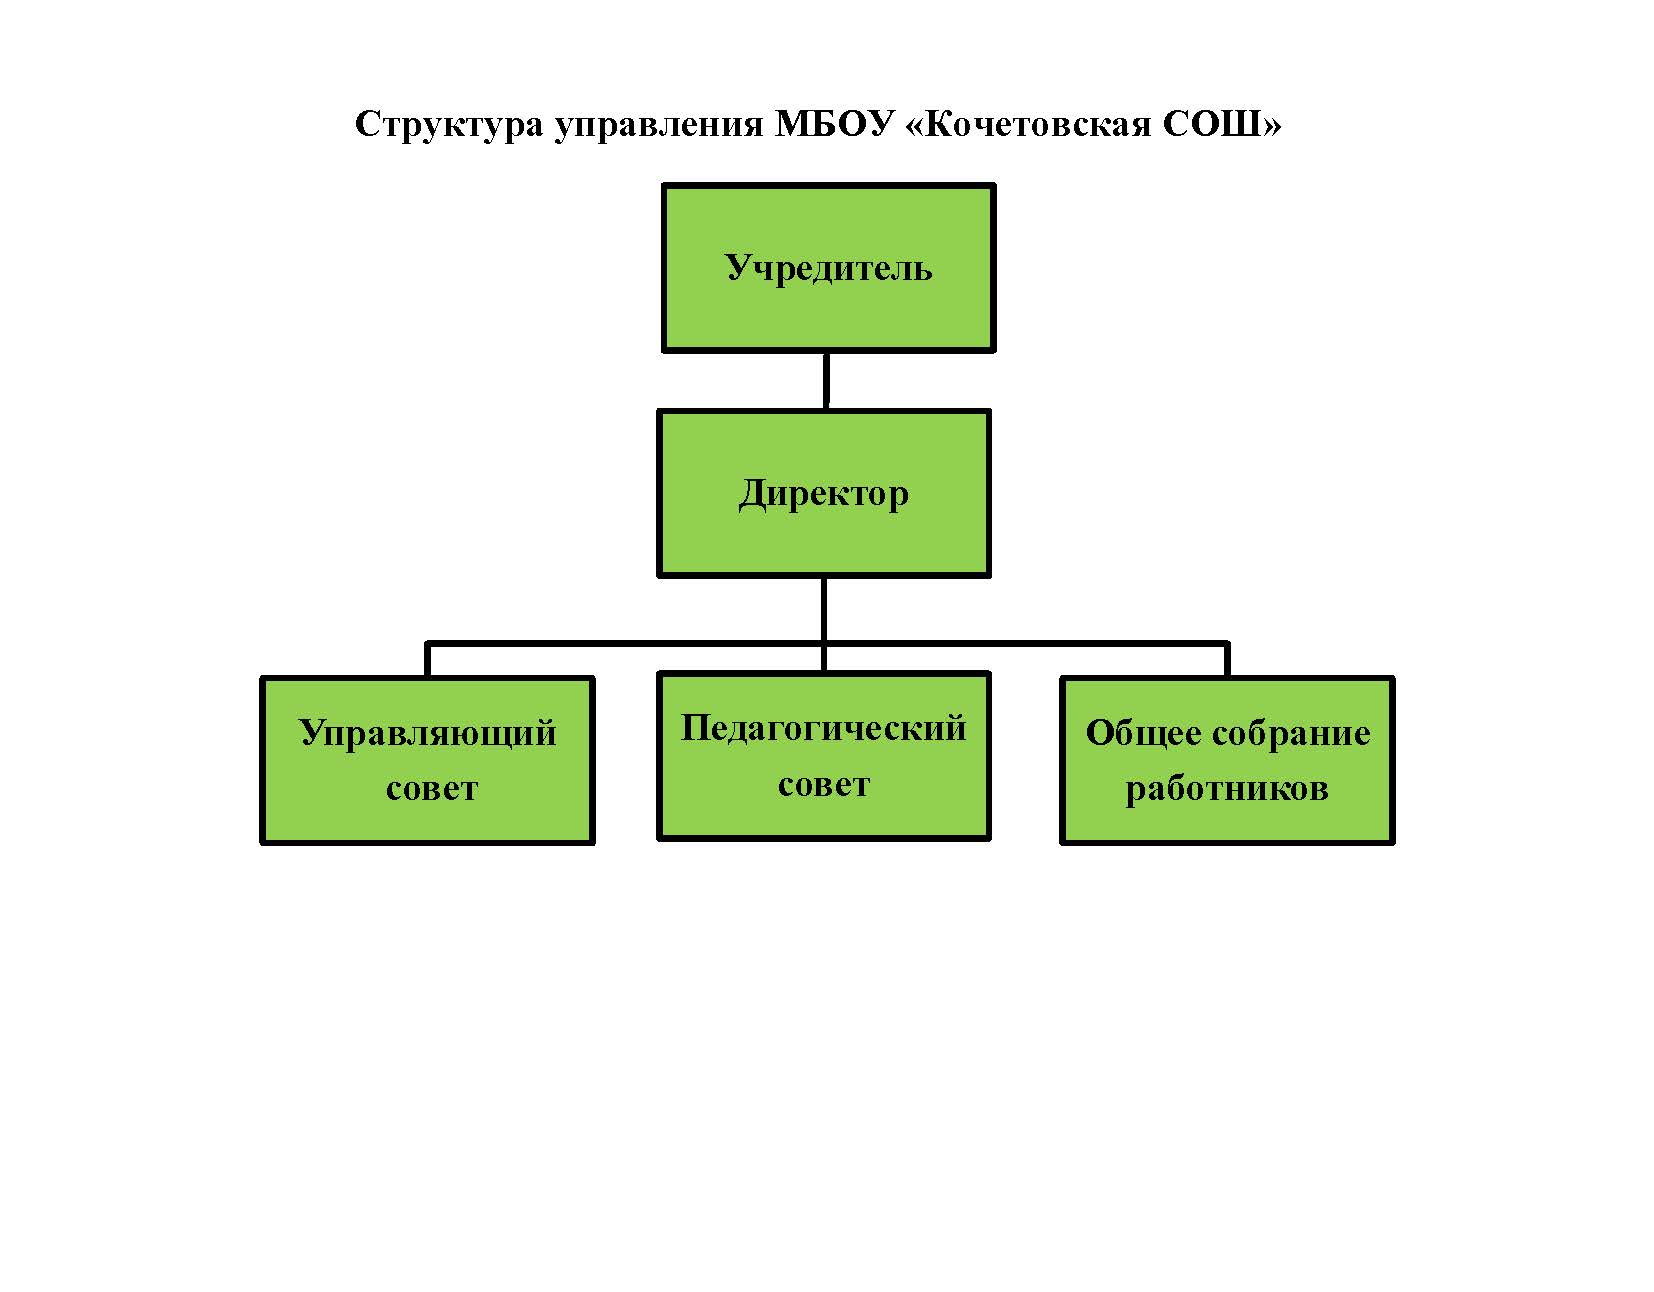 Структура управления МБОУ «Кочетовская СОШ»
Учредитель
Директор
Управляющий
совет
Педагогический
совет
Общее собрание
работников